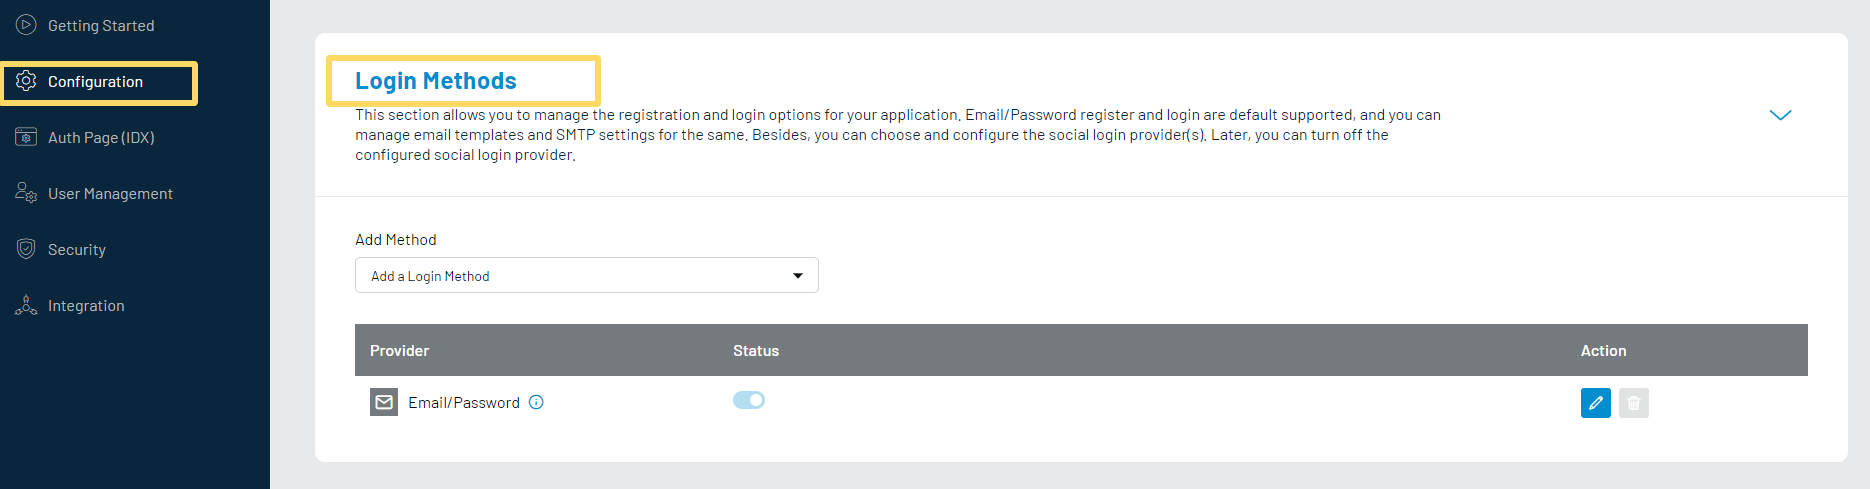 Getting Started
Configuration
Auth Page (IDX)
User Management
Security
Integration
Login Methods
This section allows you to manage the registration and login options for your application. Email/Password register and login are default supported, and you can
manage email templates and SMTP settings for the same. Besides, you can choose and configure the social login provider(s). Later, you can turn off the
configured social login provider.
Add Method
Add a Login Method
Provider Status Action
Email/Password